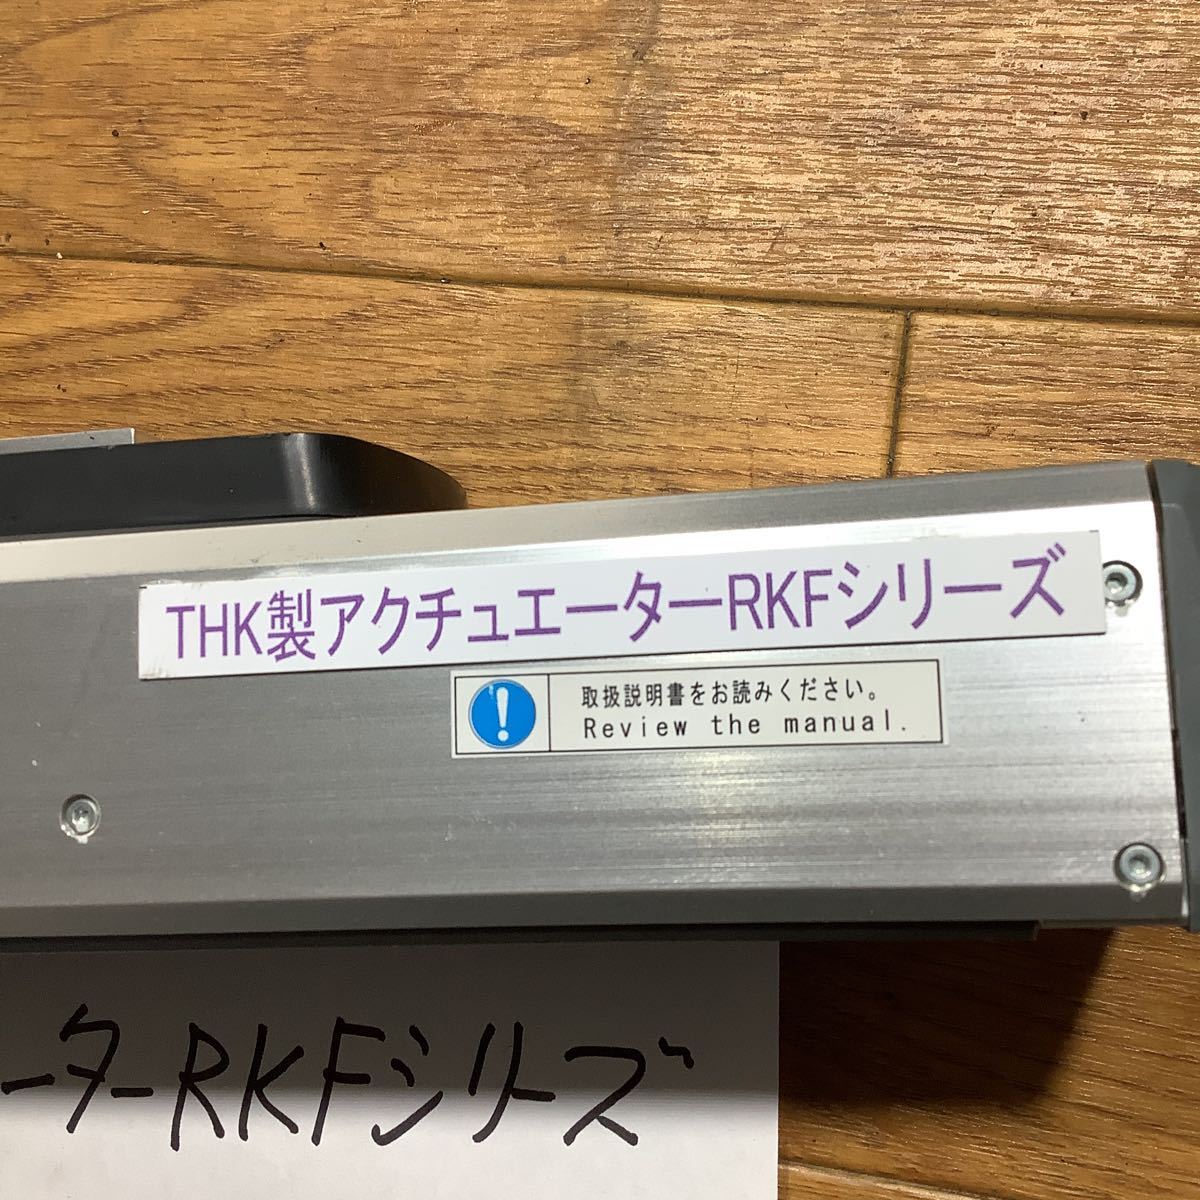 THK製アクチュエーターRKFシリーズ
取扱説明書をお読みください。
Review the manual.
ーターRKFシリーズ